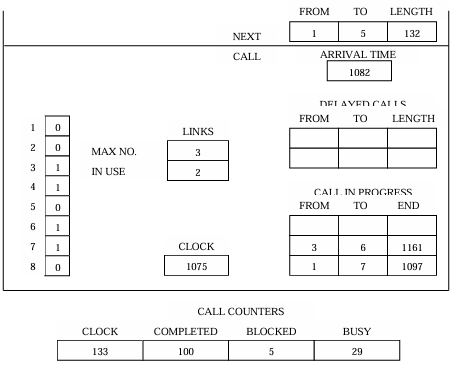 FROM TO LENGTH
NEXT 1 5 132
CALL ARRIVAL TIME
1082
DELAYED CALLS
FROM TO LENGTH
1 0
LINKS
2 0
MAX NO. 3
3 1
IN USE 2
4 1
CALL IN PROGRESS
FROM TO END
5 0
6 1
7 1
CLOCK
3 6 1161
8 0
1075
1 7 1097
CALL COUNTERS
CLOCK COMPLETED BLOCKED BUSY
133 100 5 29